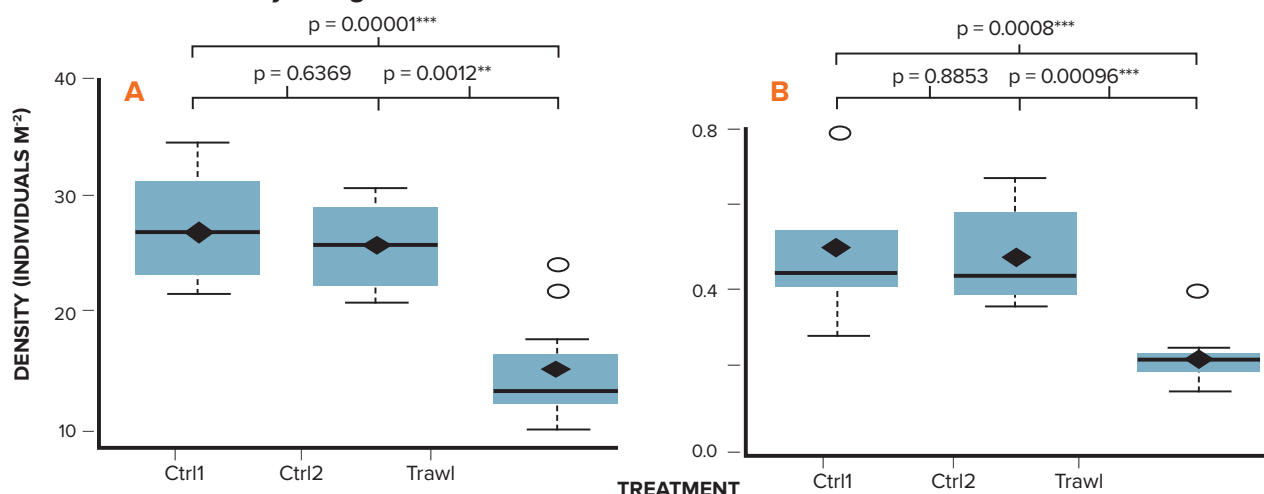 p = 0.00001***
p = 0.6369 p = 0.0012**
A
DENSITY (INDIVIDUALS M-2)
40
30
20
10
Ctrl1 Ctrl2 Trawl
p = 0.0008***
p = 0.8853 p = 0.00096***
B
0.8
0.4
0.0
Ctrl1 Ctrl2 Trawl
TREATMENT